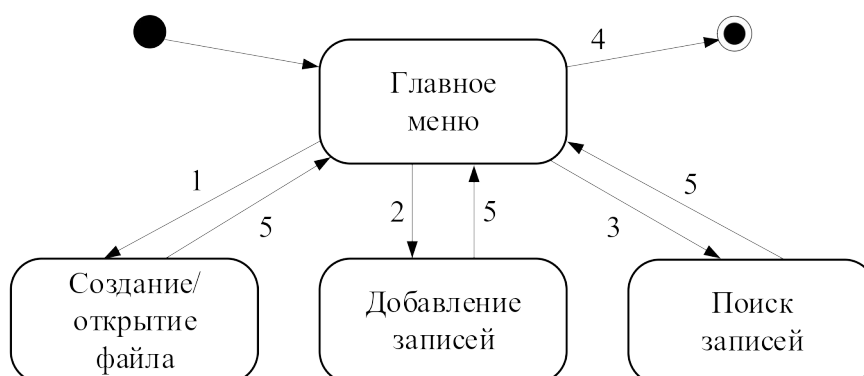 4
Главное
меню
1
5
2
5
3
5
Создание/
открытие
файла
Добавление
записей
Поиск
записей